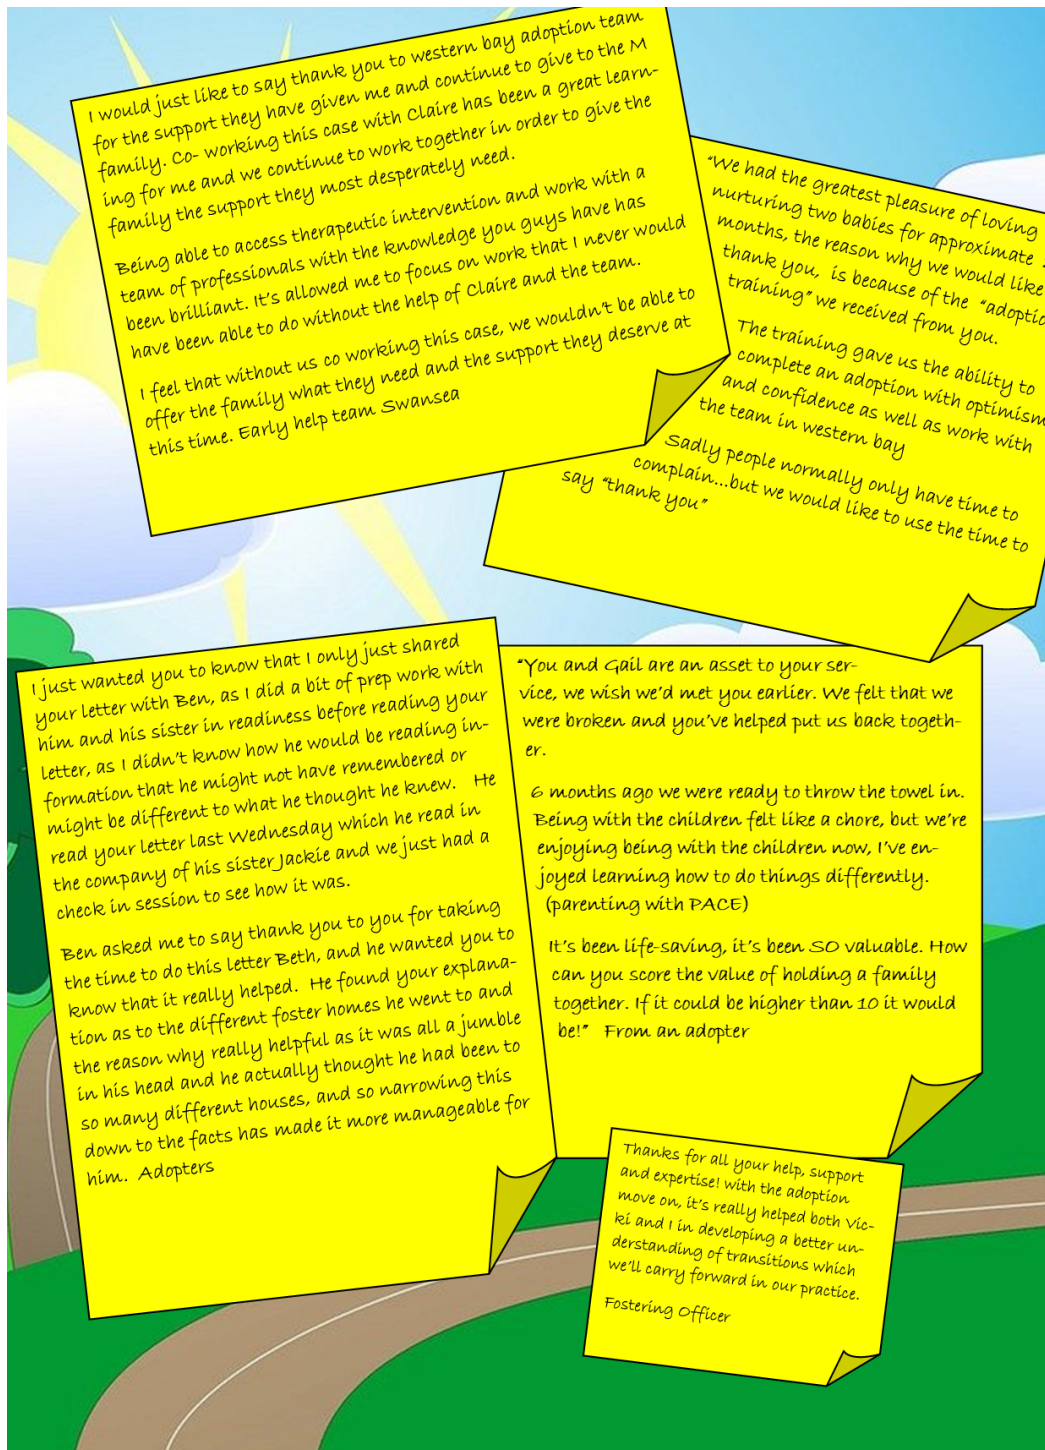 I would just like to say thank you to western bay adoption team
for the support they have given me and continue to give to the M
family. Co- working this case with Claire has been a great learn-
ing for me and we continue to work together in order to give the
family the support they most desperately need.
Being able to access therapeutic intervention and work with a
team of professionals with the knowledge you guys have has
been brilliant. It's allowed me to focus on work that I never would
have been able to do without the help of Claire and the team.
I feel that without us co working this case, we wouldn't be able to
offer the family what they need and the support they deserve at
this time. Early help team Swansea
"We had the greatest pleasure of loving
nurturing two babies for approximate
months, the reason why we would like
thank you, is because of the "adoptio
training" we received from you.
The training gave us the ability to
complete an adoption with optimism
and confidence as well as work with
the team in western bay
Sadly people normally only have time to
complain...but we would like to use the time to
say "thank you"
I just wanted you to know that I only just shared
your letter with Ben, as I did a bit of prep work with
him and his sister in readiness before reading your
letter, as I didn't know how he would be reading in-
formation that he might not have remembered or
might be different to what he thought he knew. He
read your letter last Wednesday which he read in
the company of his sister Jackie and we just had a
check in session to see how it was.
Ben asked me to say thank you to you for taking
the time to do this letter Beth, and he wanted you to
know that it really helped. He found your explana-
tion as to the different foster homes he went to and
the reason why really helpful as it was all a jumble
in his head and he actually thought he had been to
so many different houses, and so narrowing this
down to the facts has made it more manageable for
him. Adopters
"You and Gail are an asset to your ser-
vice, we wish we'd met you earlier. We felt that we
were broken and you've helped put us back togeth-
er.
6 months ago we were ready to throw the towel in.
Being with the children felt like a chore, but we're
enjoying being with the children now, I've en-
joyed learning how to do things differently.
(parenting with PACE)
It's been life-saving, it's been SO valuable. How
can you score the value of holding a family
together. If it could be higher than 10 it would
be!" From an adopter
Thanks for all your help, support
and expertise! with the adoption
move on, it's really helped both Vic-
ki and I in developing a better un-
derstanding of transitions which
we'll carry forward in our practice.
Fostering Officer